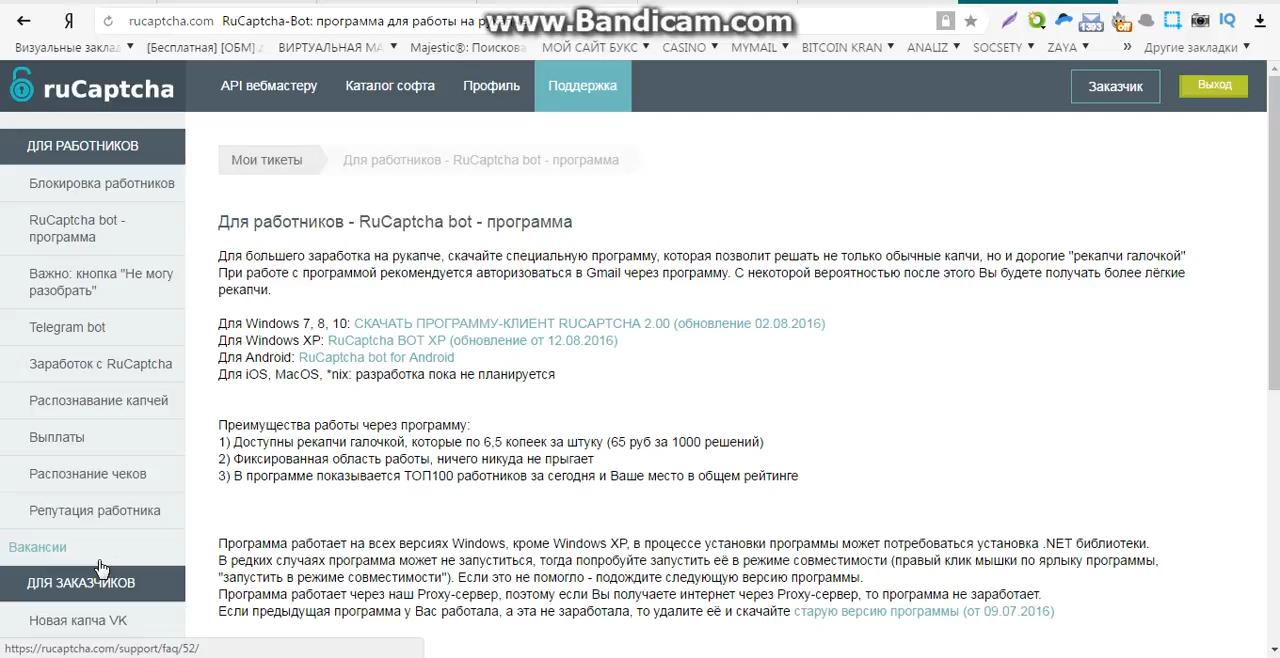 rucaptcha.com RuCaptcha-Bot: программа для работы на р
www.Bandicam.com
1393
off
IQ
Визуальные заклад
[Бесплатная] [ОБМ]
ВИРТУАЛЬНАЯ МА
Majestic®: Поискова
МОЙ САЙТ БУКС
CASINO
MYMAIL
BITCOIN KRAN
ANALIZ
SOCSETY
ZAYA
» Другие закладки
ruCaptcha
API вебмастеру
Каталог софта
Профиль
Поддержка
Заказчик
Выход
ДЛЯ РАБОТНИКОВ
Блокировка работников
RuCaptcha bot -
программа
Важно: кнопка "Не могу
разобрать"
Telegram bot
Заработок с RuCaptcha
Распознавание капчей
Выплаты
Распознание чеков
Репутация работника
Вакансии
ДЛЯ ЗАКАЗЧИКОВ
Новая капча VK
Мои тикеты
Для работников - RuCaptcha bot - программа
Для работников - RuCaptcha bot - программа
Для большего заработка на рукапче, скачайте специальную программу, которая позволит решать не только обычные капчи, но и дорогие "рекапчи галочкой"
При работе с программой рекомендуется авторизоваться в Gmail через программу. С некоторой вероятностью после этого Вы будете получать более лёгкие
рекапчи.
Для Windows 7, 8, 10: СКАЧАТЬ ПРОГРАММУ-КЛИЕНТ RUCAPTCHA 2.00 (обновление 02.08.2016)
Для Windows XP: RuCaptcha BOT XP (обновление от 12.08.2016)
Для Android: RuCaptcha bot for Android
Для iOS, MacOS, *nix: разработка пока не планируется
Преимущества работы через программу:
1) Доступны рекапчи галочкой, которые по 6,5 копеек за штуку (65 руб за 1000 решений)
2) Фиксированная область работы, ничего никуда не прыгает
3) В программе показывается ТОП100 работников за сегодня и Ваше место в общем рейтинге
Программа работает на всех версиях Windows, кроме Windows XP, в процессе установки программы может потребоваться установка .NET библиотеки.
В редких случаях программа может не запуститься, тогда попробуйте запустить её в режиме совместимости (правый клик мышки по ярлыку программы,
"запустить в режиме совместимости"). Если это не помогло - подождите следующую версию программы.
Программа работает через наш Proxy-сервер, поэтому если Вы получаете интернет через Proxy-сервер, то программа не заработает.
Если предыдущая программа у Вас работала, а эта не заработала, то удалите её и скачайте старую версию программы (от 09.07.2016)
https://rucaptcha.com/support/faq/52/